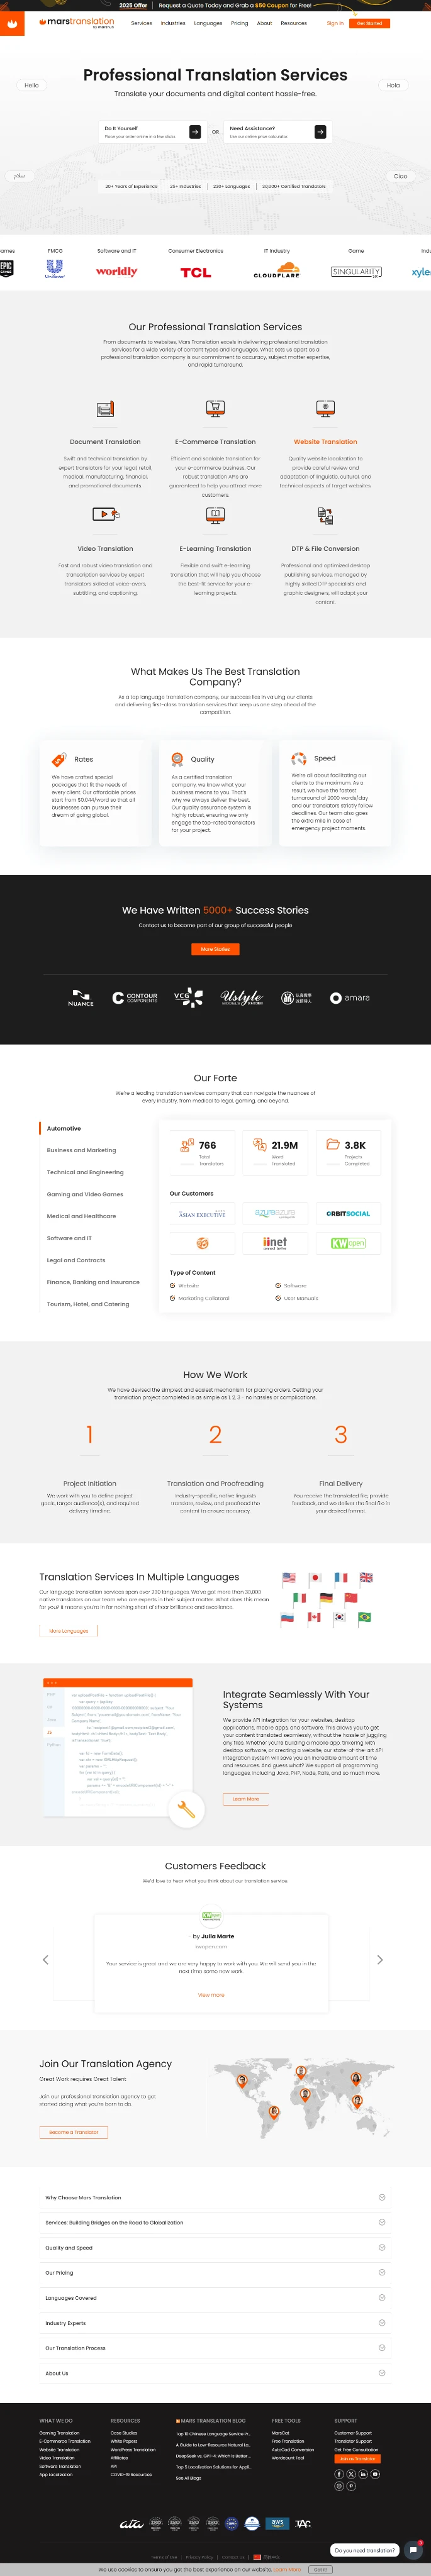 2025 Offer | Request a Quote Today and Grab a $50 Coupon for Free!
marstranslation
by marshub
Services Industries Languages Pricing About Resources Sign In Get Started
Professional Translation Services
Hello
Hola
Translate your documents and digital content hassle-free.
Do It Yourself
Place your order online in a few clicks.
OR
Need Assistance?
Use our online price calculator.
Ciao
20+ Years of Experience | 25+ Industries | 230+ Languages | 30,000+ Certified Translators
FMCG Software and IT Consumer Electronics IT Industry Game
EPIC GAMES Unilever worldly TCL CLOUDFLARE SINGULARITY xyle
Our Professional Translation Services
From documents to websites, Mars Translation excels in delivering professional translation
services for a wide variety of content types and languages. What sets us apart as a
professional translation company is our commitment to accuracy, subject matter expertise,
and rapid turnaround.
Document Translation
Swift and technical translation by
expert translators for your legal, retail,
medical, manufacturing, financial,
and promotional documents.
E-Commerce Translation
Efficient and scalable translation for
your e-commerce business. Our
robust translation APIs are
guaranteed to help you attract more
customers.
Website Translation
Quality website localization to
provide careful review and
adaptation of linguistic, cultural, and
technical aspects of target websites.
Video Translation
Fast and robust video translation and
transcription services by expert
translators skilled at voice-overs,
subtitling, and captioning.
E-Learning Translation
Flexible and swift e-learning
translation that will help you choose
the best-fit service for your e-
learning projects.
DTP & File Conversion
Professional and optimized desktop
publishing services, managed by
highly skilled DTP specialists and
graphic designers, will adapt your
content.
What Makes Us The Best Translation
Company?
As a top language translation company, our success lies in valuing our clients
and delivering first-class translation services that keep us one step ahead of the
competition.
Rates
We have crafted special
packages that fit the needs of
every client. Our affordable prices
start from $0.044/word so that all
businesses can pursue their
dream of going global.
Quality
As a certified translation
company, we know what your
business means to you. That's
why we always deliver the best.
Our quality assurance system is
highly robust, ensuring we only
engage the top-rated translators
for your project.
Speed
We're all about facilitating our
clients to the maximum. As a
result, we have the fastest
turnaround of 2000 words/day
and our translators strictly follow
deadlines. Our team also goes
the extra mile in case of
emergency project moments.
We Have Written 5000+ Success Stories
Contact us to become part of our group of successful people
More Stories
NUANCE CONTOUR COMPONENTS VCG Ustyle amara
Our Forte
We're a leading translation services company that can navigate the nuances of
every industry, from medical to legal, gaming, and beyond.
Automotive
Business and Marketing
Technical and Engineering
Gaming and Video Games
Medical and Healthcare
Software and IT
Legal and Contracts
Finance, Banking and Insurance
Tourism, Hotel, and Catering
766
Total
Translators
21.9M
Word
Translated
3.8K
Projects
Completed
Our Customers
ASIAN EXECUTIVE azuraazura ORBITSOCIAL
iinet connect better KWopen
Type of Content
Website Software
Marketing Collateral User Manuals
How We Work
We have devised the simplest and easiest mechanism for placing orders. Getting your
translation project completed is as simple as 1, 2, 3 - no hassles or complications.
1
2
3
Project Initiation
We work with you to define project
goals, target audience(s), and required
delivery timeline.
Translation and Proofreading
Industry-specific, native linguists
translate, review, and proofread the
content to ensure accuracy.
Final Delivery
You receive the translated file, provide
feedback, and we deliver the final file in
your desired format.
Translation Services In Multiple Languages
Our language translation services span over 230 languages. We've got more than 30,000
native translators on our team who are experts in their subject matter. What does this mean
for you? It means you're in for nothing short of sheer brilliance and excellence.
More Languages
Integrate Seamlessly With Your
Systems
We provide API integration for your websites, desktop
applications, mobile apps, and software. This allows you to get
your content translated seamlessly without the hassle of juggling
any files. Whether you're building a mobile app, tinkering with
desktop software, or creating a website, our state-of-the-art API
integration system will save you an incredible amount of time
and resources. And guess what? We support all programming
languages, including Java, PHP, Node, Rails, and so much more.
Learn More
Customers Feedback
We'd love to hear what you think about our translation service.
- by Julia Marte
kwopen.com
Your service is great and we are very happy to work with you. We will send you in the
next time some new work
View more
Join Our Translation Agency
Great Work requires Great Talent
Join our professional translation agency to get
started doing what you're born to do.
Become a Translator
Why Choose Mars Translation
Services: Building Bridges on the Road to Globalization
Quality and Speed
Our Pricing
Languages Covered
Industry Experts
Our Translation Process
About Us
WHAT WE DO
Gaming Translation
E-Commerce Translation
Website Translation
Video Translation
Software Translation
App Localization
RESOURCES
Case Studies
White Papers
WordPress Translation
Affiliates
API
COVID-19 Resources
MARS TRANSLATION BLOG
Top 10 Chinese Language Service Pr...
A Guide to Low-Resource Natural La...
DeepSeek vs. GPT-4: Which is Better ...
Top 5 Localization Solutions for Appli...
See All Blogs
FREE TOOLS
MarsCat
Free Translation
AutoCad Conversion
Wordcount Tool
SUPPORT
Customer Support
Translator Support
Get Free Consultation
Join as Translator
ata aws TAC
Terms of Use | Privacy Policy | Contact Us
Do you need translation?
We use cookies to ensure you get the best experience on our website. Learn More Got it!